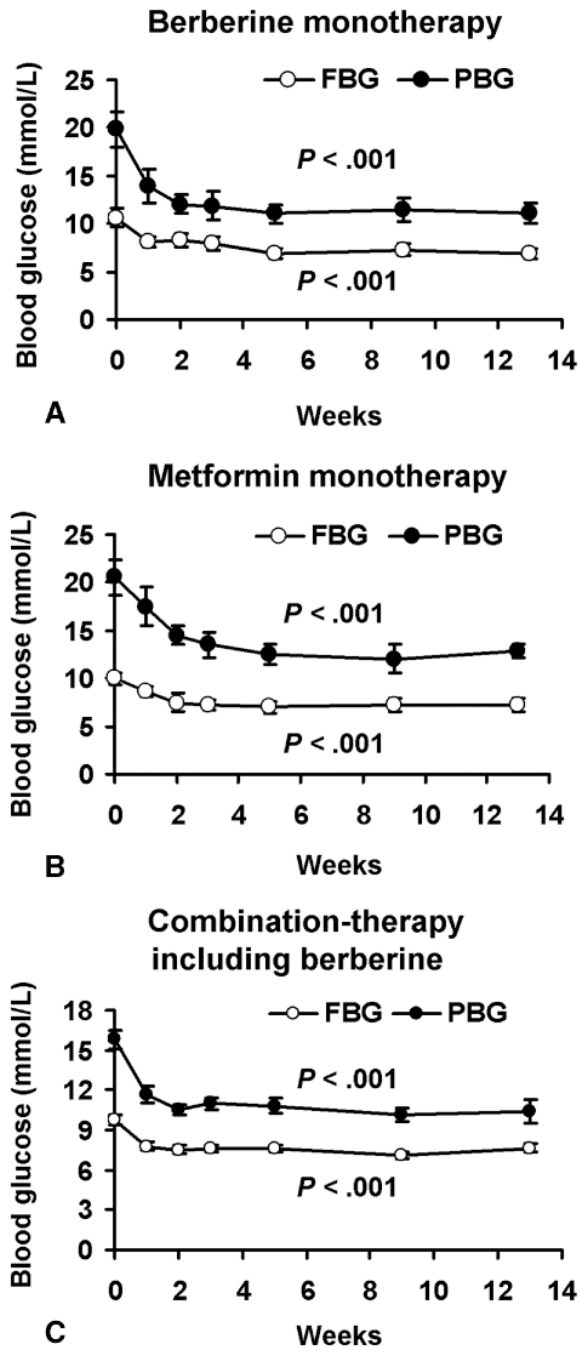 Berberine monotherapy
FBG PBG
Blood glucose (mmol/L)
25
20
15
10
5
0
P < .001
P < .001
0 2 4 6 8 10 12 14
A
Weeks
Metformin monotherapy
FBG PBG
Blood glucose (mmol/L)
25
20
15
10
5
0
P < .001
P < .001
0 2 4 6 8 10 12 14
B
Weeks
Combination-therapy
including berberine
FBG PBG
Blood glucose (mmol/L)
18
15
12
9
6
3
0
P < .001
P < .001
0 2 4 6 8 10 12 14
C
Weeks